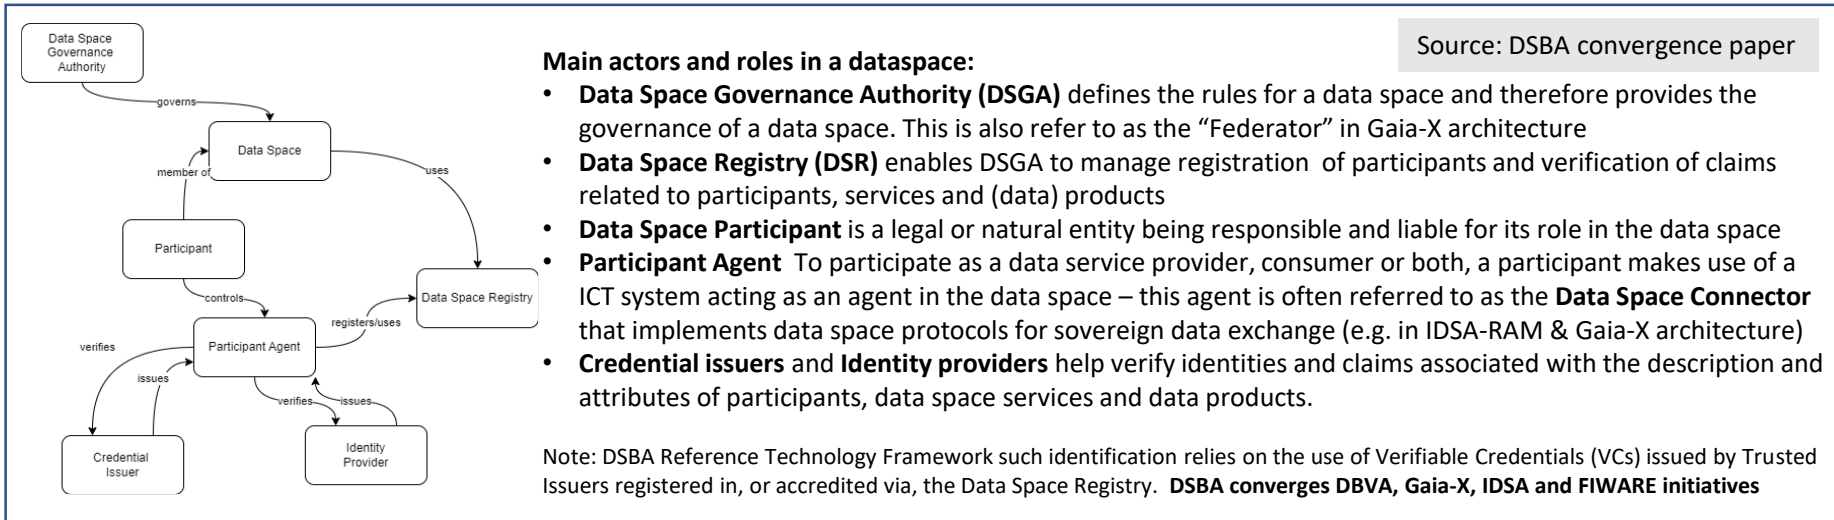 Data Space
Governance
Authority
governs
Data Space
member of
uses
Participant
controls
Data Space Registry
registers/uses
Participant Agent
verifies
issues
verifies
issues
Credential
Issuer
Identity
Provider
Source: DSBA convergence paper
Main actors and roles in a dataspace:
• Data Space Governance Authority (DSGA) defines the rules for a data space and therefore provides the
governance of a data space. This is also refer to as the “Federator” in Gaia-X architecture
• Data Space Registry (DSR) enables DSGA to manage registration of participants and verification of claims
related to participants, services and (data) products
• Data Space Participant is a legal or natural entity being responsible and liable for its role in the data space
• Participant Agent To participate as a data service provider, consumer or both, a participant makes use of a
ICT system acting as an agent in the data space – this agent is often referred to as the Data Space Connector
that implements data space protocols for sovereign data exchange (e.g. in IDSA-RAM & Gaia-X architecture)
• Credential issuers and Identity providers help verify identities and claims associated with the description and
attributes of participants, data space services and data products.
Note: DSBA Reference Technology Framework such identification relies on the use of Verifiable Credentials (VCs) issued by Trusted
Issuers registered in, or accredited via, the Data Space Registry. DSBA converges DBVA, Gaia-X, IDSA and FIWARE initiatives